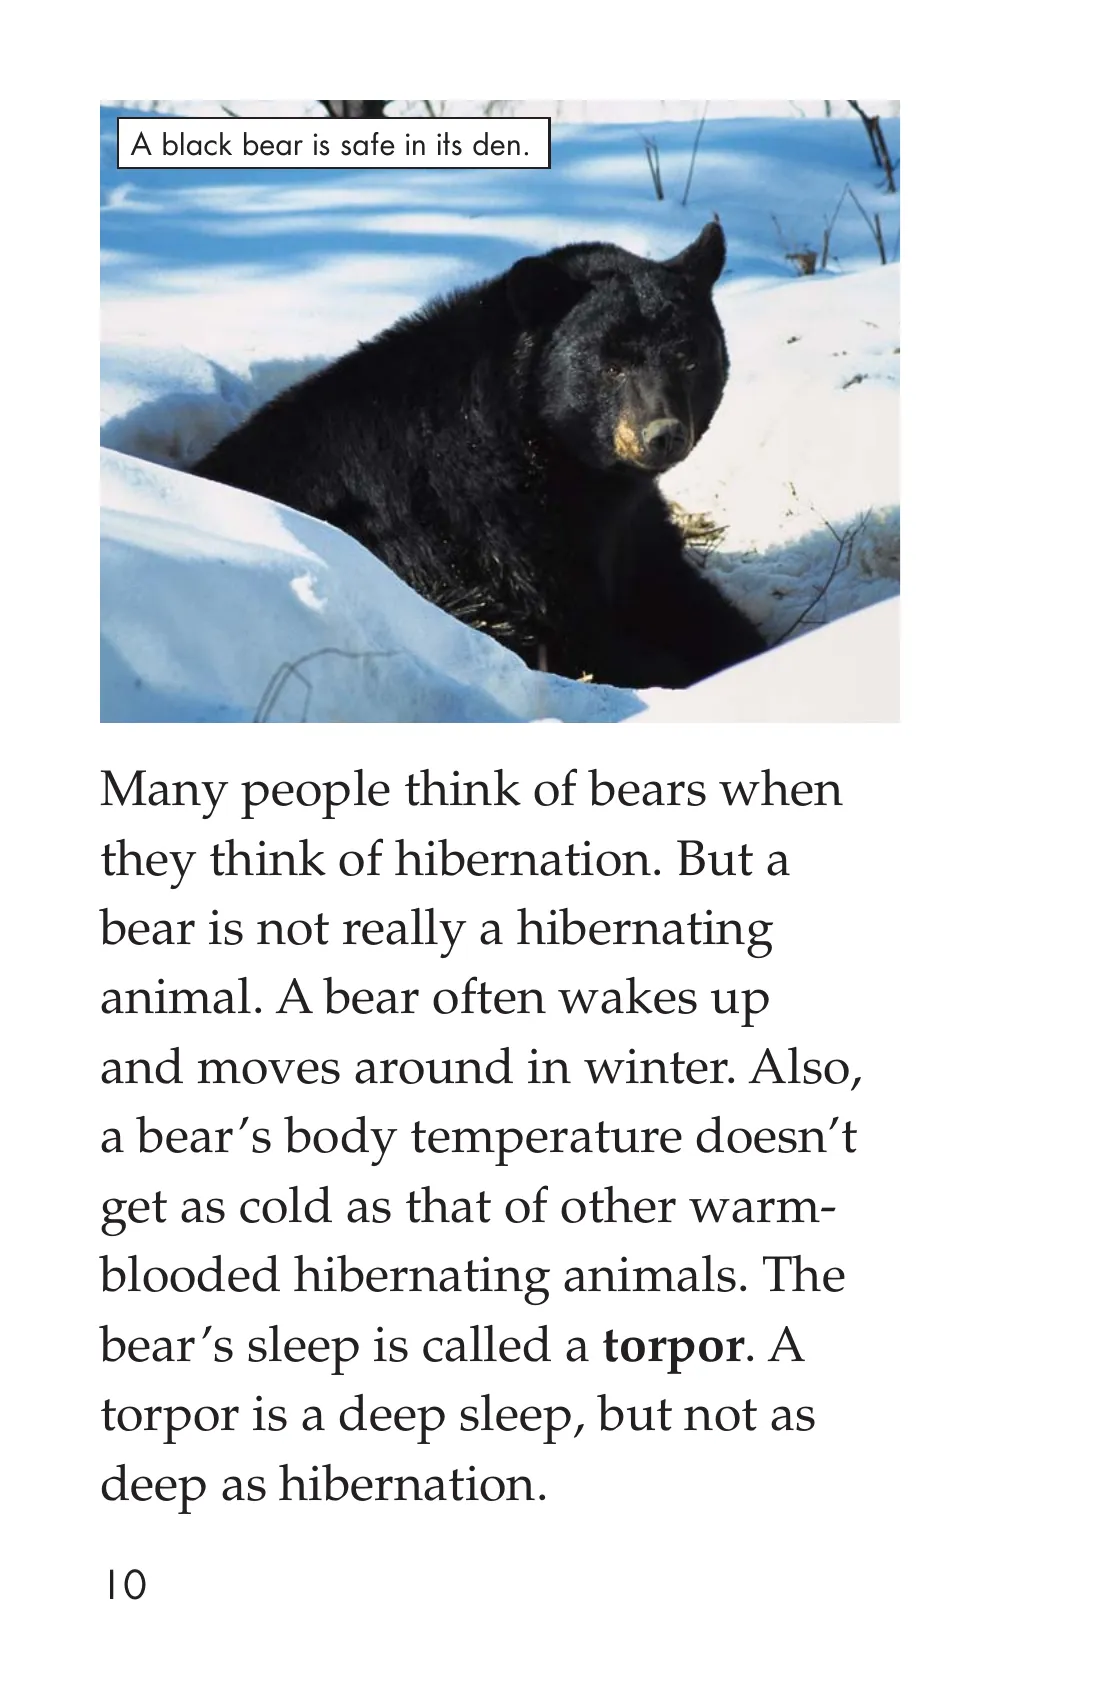 A black bear is safe in its den.
Many people think of bears when
they think of hibernation. But a
bear is not really a hibernating
animal. A bear often wakes up
and moves around in winter. Also,
a bear’s body temperature doesn’t
get as cold as that of other warm-
blooded hibernating animals. The
bear’s sleep is called a torpor. A
torpor is a deep sleep, but not as
deep as hibernation.
10